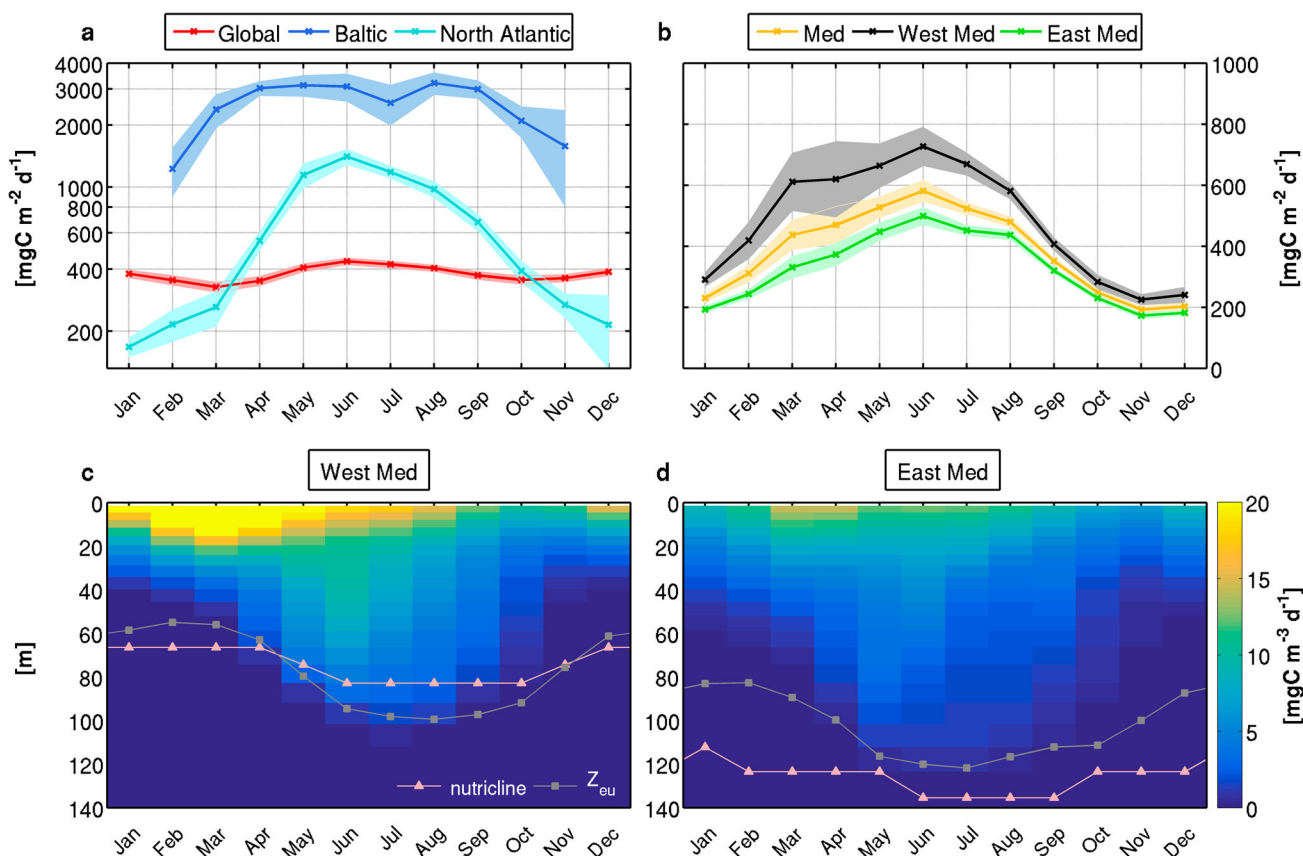 a
Global Baltic North Atlantic
b
Med West Med East Med
4000
3000
2000
1000
800
600
400
200
[mgC m-2 d-1]
1000
800
600
400
200
0
[mgC m-2 d-1]
Jan Feb Mar Apr May Jun Jul Aug Sep Oct Nov Dec
Jan Feb Mar Apr May Jun Jul Aug Sep Oct Nov Dec
c
West Med
d
East Med
0
20
40
60
80
100
120
140
[m]
nutricline Zeu
0
20
40
60
80
100
120
140
20
15
10
5
0
[mgC m -3 d-1]
Jan Feb Mar Apr May Jun Jul Aug Sep Oct Nov Dec
Jan Feb Mar Apr May Jun Jul Aug Sep Oct Nov Dec